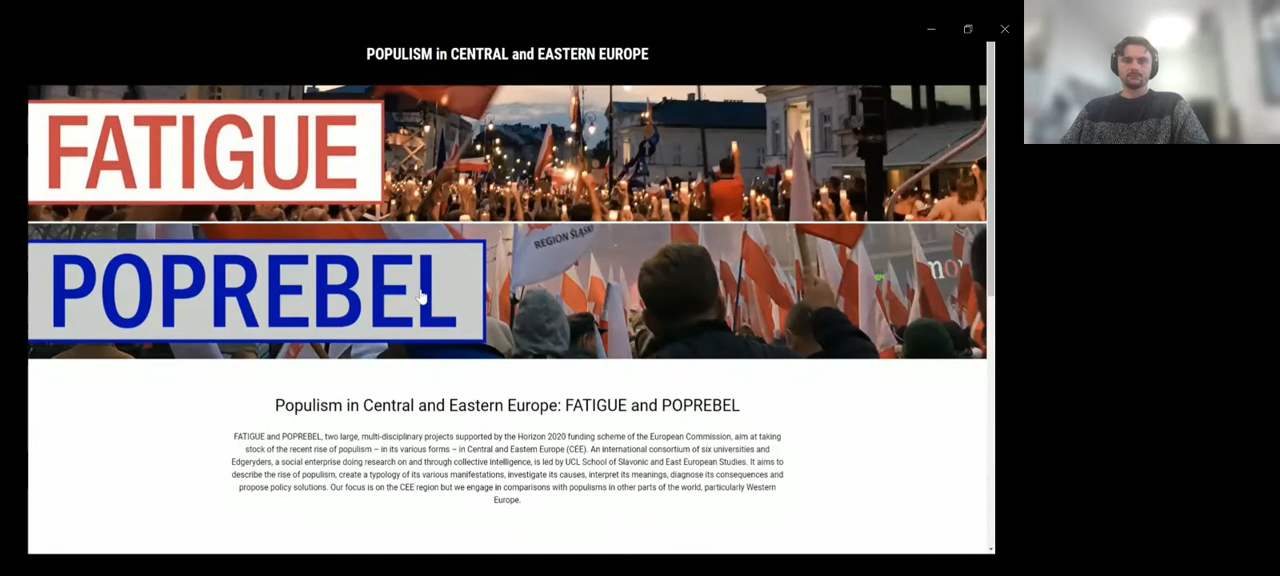 POPULISM in CENTRAL and EASTERN EUROPE
FATIGUE
REGION ŚLĄSKI
mo
POPREBEL
Populism in Central and Eastern Europe: FATIGUE and POPREBEL
FATIGUE and POPREBEL, two large, multi-disciplinary projects supported by the Horizon 2020 funding scheme of the European Commission, aim at taking
stock of the recent rise of populism – in its various forms – in Central and Eastern Europe (CEE). An international consortium of six universities and
Edgeryders, a social enterprise doing research on and through collective intelligence, is led by UCL School of Slavonic and East European Studies. It aims to
describe the rise of populism, create a typology of its various manifestations, investigate its causes, interpret its meanings, diagnose its consequences and
propose policy solutions. Our focus is on the CEE region but we engage in comparisons with populisms in other parts of the world, particularly Western
Europe.